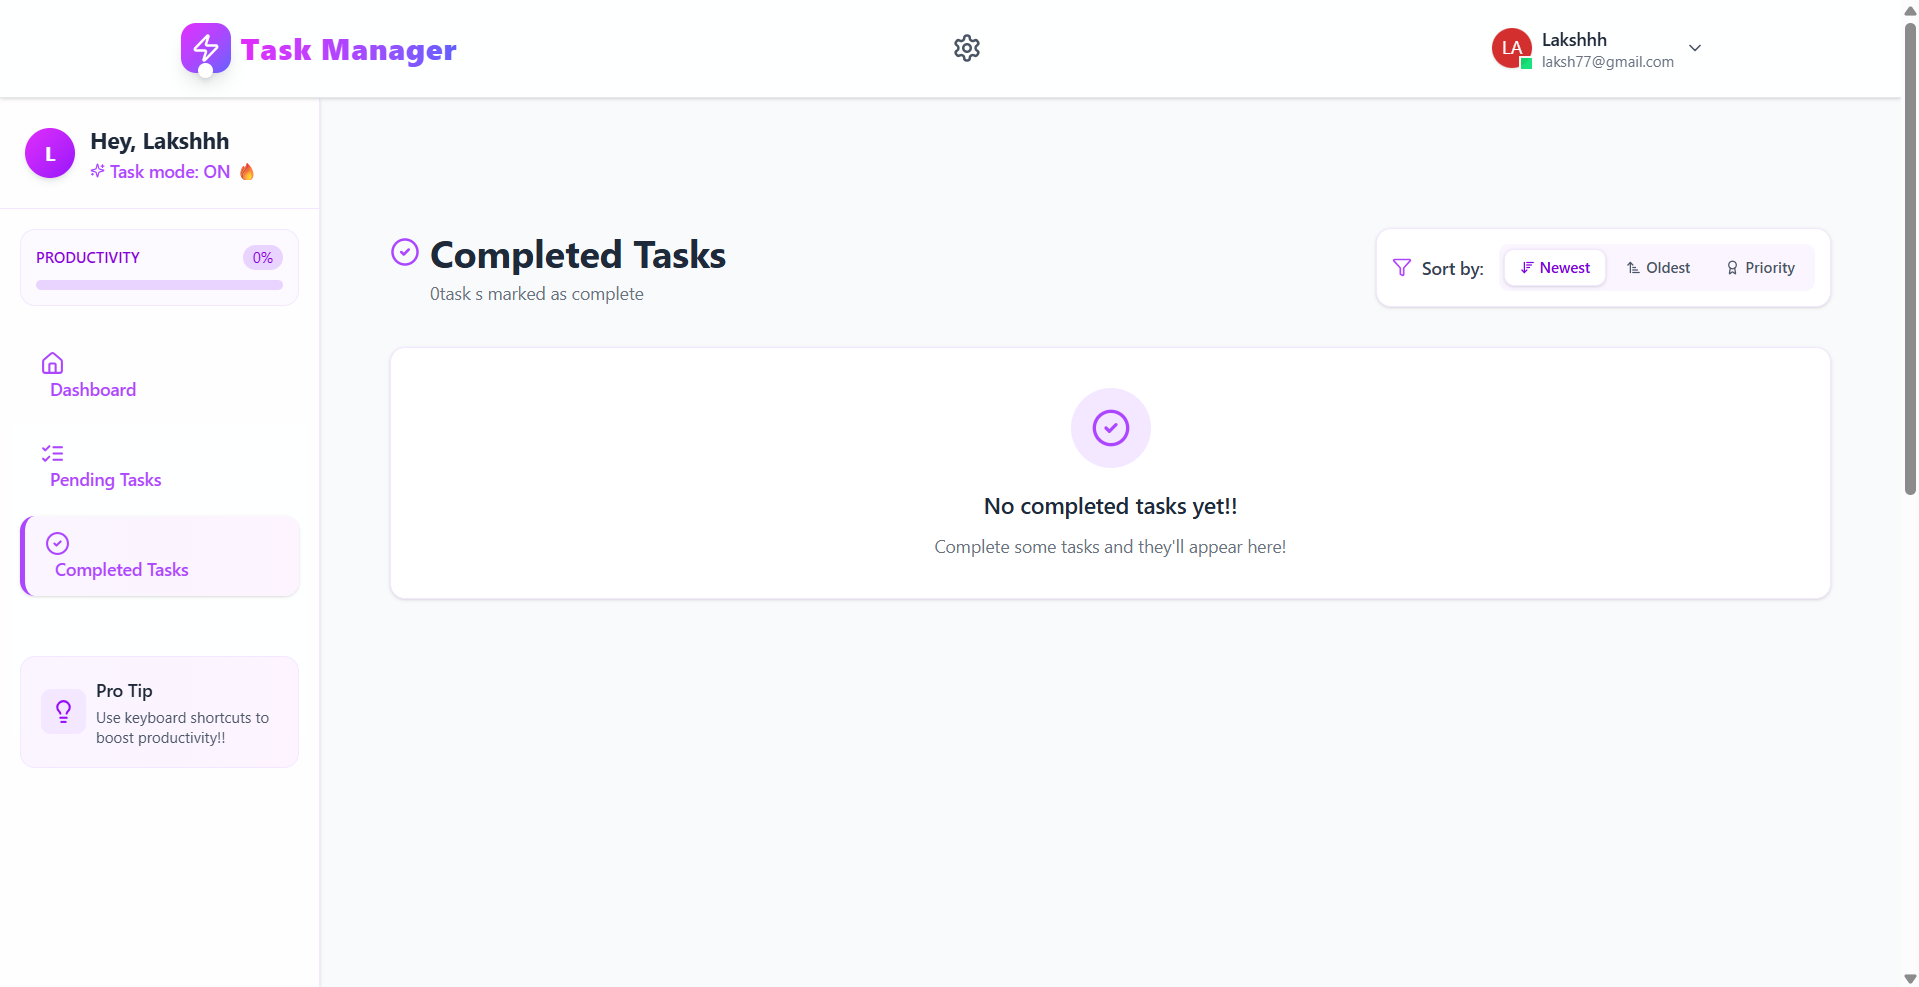 Task Manager
LA
Lakshhh
laksh77@gmail.com
L
Hey, Lakshhh
Task mode: ON 🔥
PRODUCTIVITY 0%
Dashboard
Pending Tasks
Completed Tasks
Pro Tip
Use keyboard shortcuts to
boost productivity!!
Completed Tasks
0task s marked as complete
Sort by: Newest Oldest Priority
No completed tasks yet!!
Complete some tasks and they'll appear here!